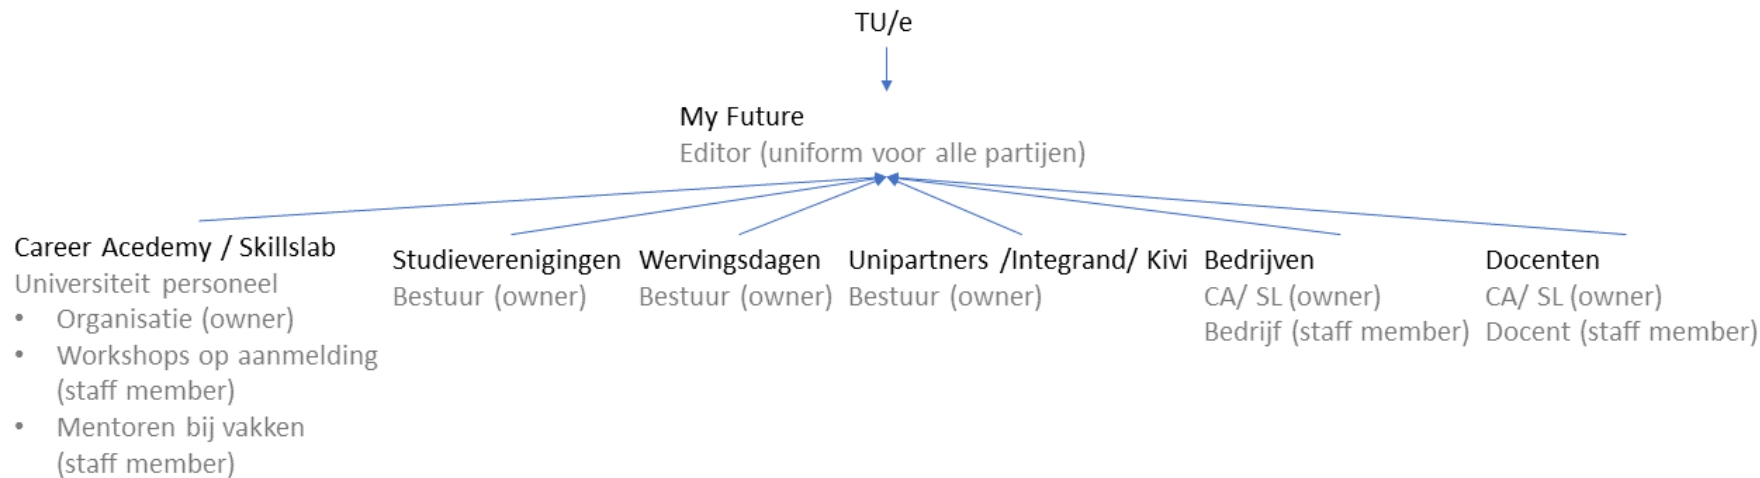 TU/e
My Future
Editor (uniform voor alle partijen)
Career Acedemy / Skillslab
Universiteit personeel
• Organisatie (owner)
• Workshops op aanmelding
(staff member)
• Mentoren bij vakken
(staff member)
Studieverenigingen
Bestuur (owner)
Wervingsdagen
Bestuur (owner)
Unipartners /Integrand/ Kivi
Bestuur (owner)
Bedrijven
CA/ SL (owner)
Bedrijf (staff member)
Docenten
CA/ SL (owner)
Docent (staff member)